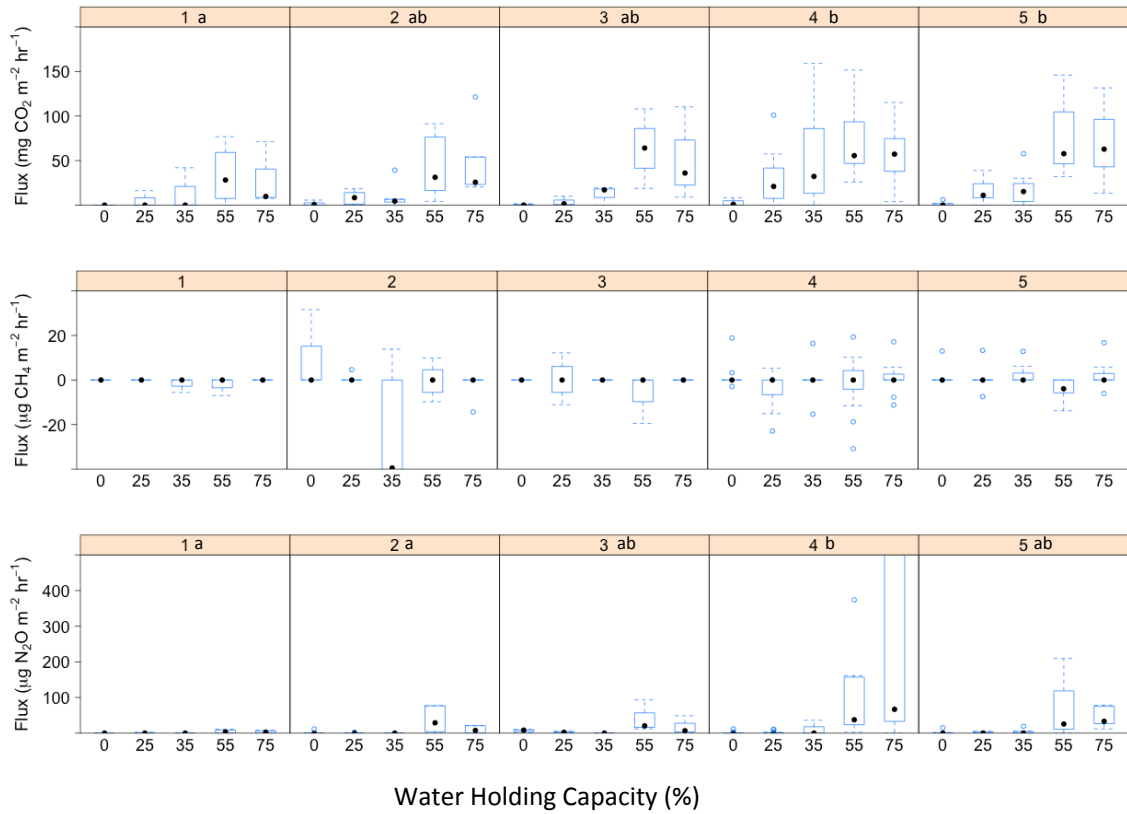 1 a 2 ab 3 ab 4 b 5 b
Flux (mg CO₂ m⁻² hr⁻¹)
150
100
50
0 25 35 55 75 0 25 35 55 75 0 25 35 55 75 0 25 35 55 75 0 25 35 55 75
1 2 3 4 5
Flux (µg CH₄ m⁻² hr⁻¹)
20
0
-20
0 25 35 55 75 0 25 35 55 75 0 25 35 55 75 0 25 35 55 75 0 25 35 55 75
1 a 2 a 3 ab 4 b 5 ab
Flux (µg N₂O m⁻² hr⁻¹)
400
300
200
100
0 25 35 55 75 0 25 35 55 75 0 25 35 55 75 0 25 35 55 75 0 25 35 55 75
Water Holding Capacity (%)